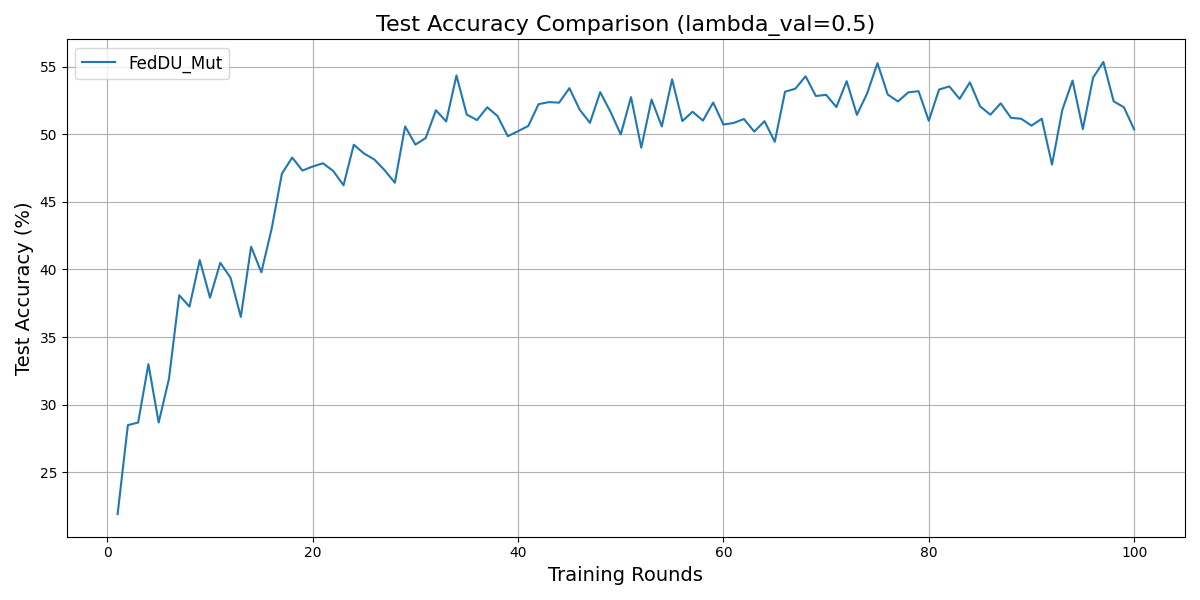 Test Accuracy Comparison (lambda_val=0.5)
FedDU_Mut
Test Accuracy (%)
55
50
45
40
35
30
25
0 20 40 60 80 100
Training Rounds